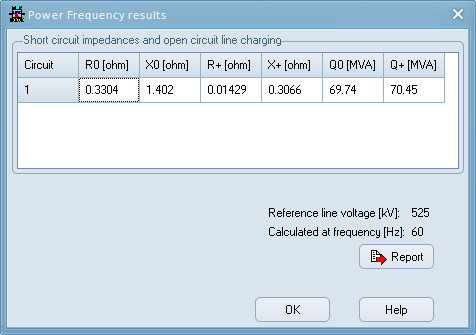 Power Frequency results
Short circuit impedances and open circuit line charging
Circuit R0 [ohm] X0 [ohm] R+ [ohm] X+ [ohm] Q0 [MVA] Q+ [MVA]
1 0.3304 1.402 0.01429 0.3066 69.74 70.45
Reference line voltage [kV]: 525
Calculated at frequency [Hz]: 60
Report
OK Help